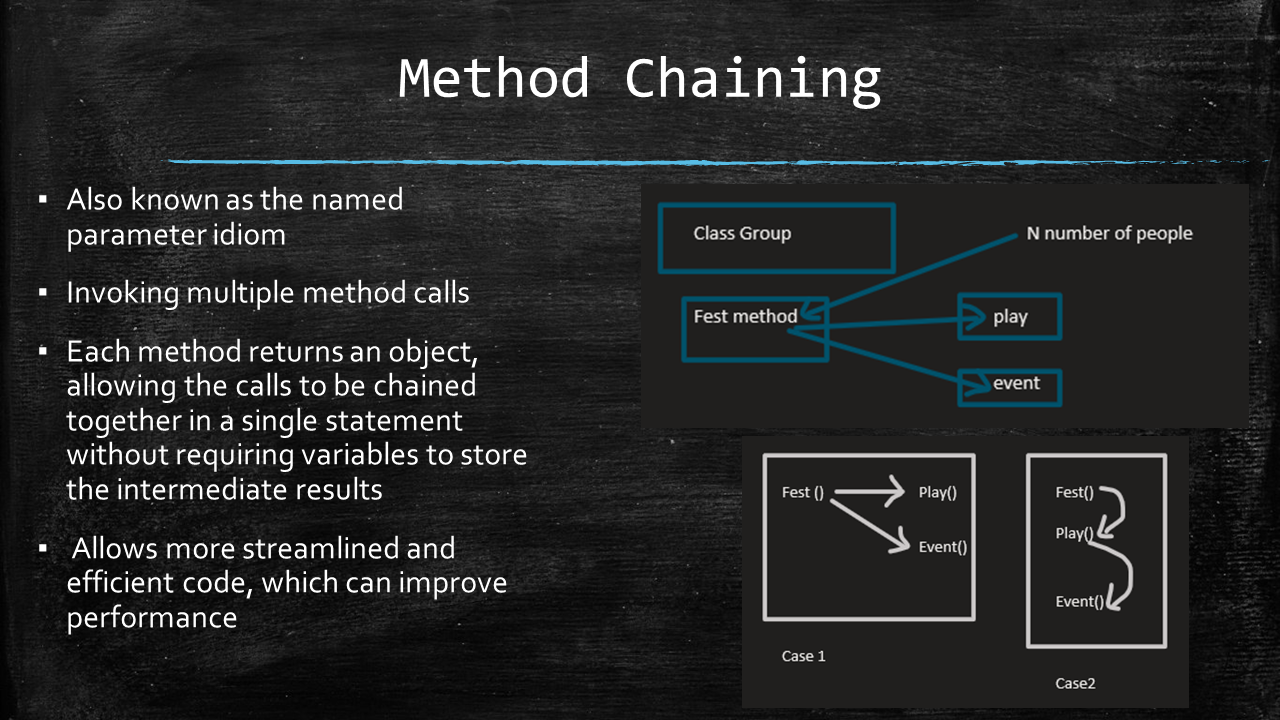 Method Chaining
▪ Also known as the named
parameter idiom
▪ Invoking multiple method calls
▪ Each method returns an object,
allowing the calls to be chained
together in a single statement
without requiring variables to store
the intermediate results
▪ Allows more streamlined and
efficient code, which can improve
performance
Class Group
N number of people
Fest method
play
event
Fest ()
Play()
Event()
Case 1
Fest()
Play()
Event()
Case2